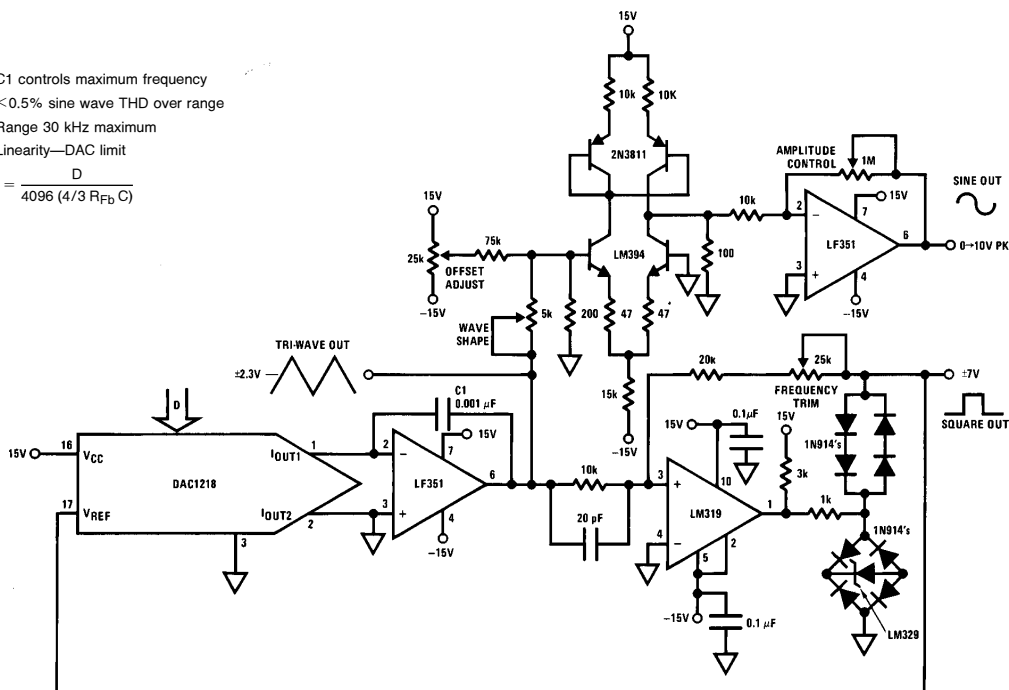 C1 controls maximum frequency
<0.5% sine wave THD over range
Range 30 kHz maximum
Linearity—DAC limit
= D
4096 (4/3 RFb C)
15V
10k
10K
2N3811
AMPLITUDE
CONTROL
1M
SINE OUT
15V
10k
2
−
7
LF351
6
0→10V PK
3
+
4
−15V
100
15V
25k
75k
OFFSET
ADJUST
−15V
LM394
5k
200
47
47
WAVE
SHAPE
TRI-WAVE OUT
±2.3V
15k
−15V
20k
25k
FREQUENCY
TRIM
±7V
SQUARE OUT
C1
0.001 μF
D
15V
16
VCC
DAC1218
IOUT1
1
17
VREF
IOUT2
2
3
2
−
7
15V
LF351
6
3
+
4
−15V
10k
20 pF
15V
0.1μF
10
3
+
LM319
1
4
−
5
2
−15V
0.1 μF
15V
3k
1k
1N914's
1N914's
LM329